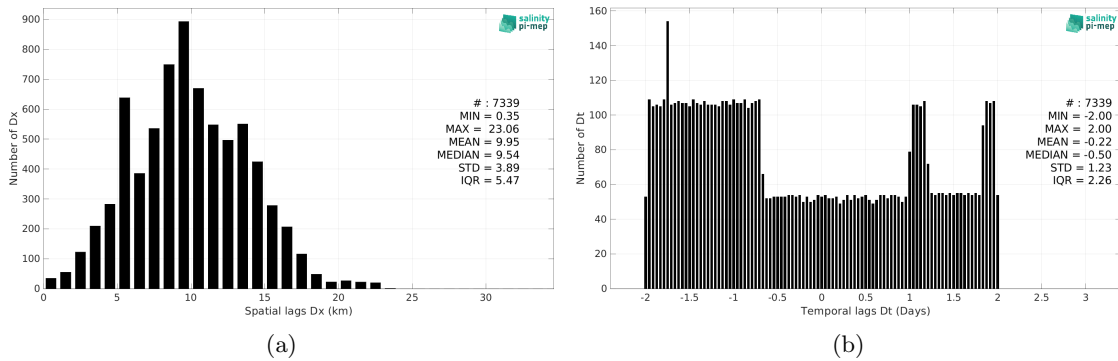 900
800
700
600
500
400
300
200
100
0
Number of Dx
salinity
pi-mep
# : 7339
MIN = 0.35
MAX = 23.06
MEAN = 9.95
MEDIAN = 9.54
STD = 3.89
IQR = 5.47
0 5 10 15 20 25 30
Spatial lags Dx (km)
(a)
160
140
120
100
80
60
40
20
0
Number of Dt
salinity
pi-mep
# : 7339
MIN = -2.00
MAX = 2.00
MEAN = -0.22
MEDIAN = -0.50
STD = 1.23
IQR = 2.26
-2 -1.5 -1 -0.5 0 0.5 1 1.5 2 2.5 3
Temporal lags Dt (Days)
(b)